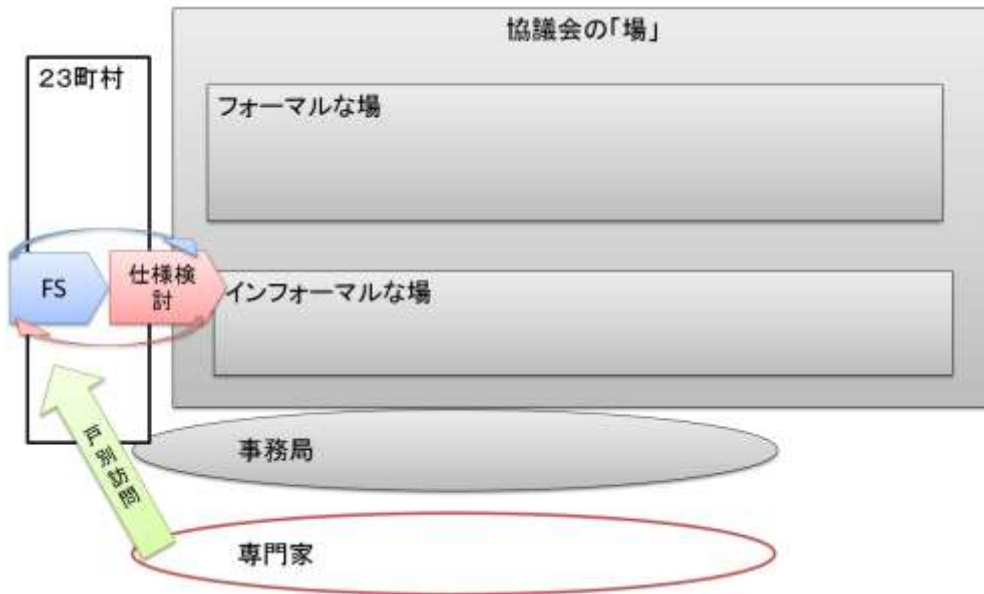 協議会の「場」
23町村
フォーマルな場
FS
仕様検
討
インフォーマルな場
事務局
戸別訪問
専門家